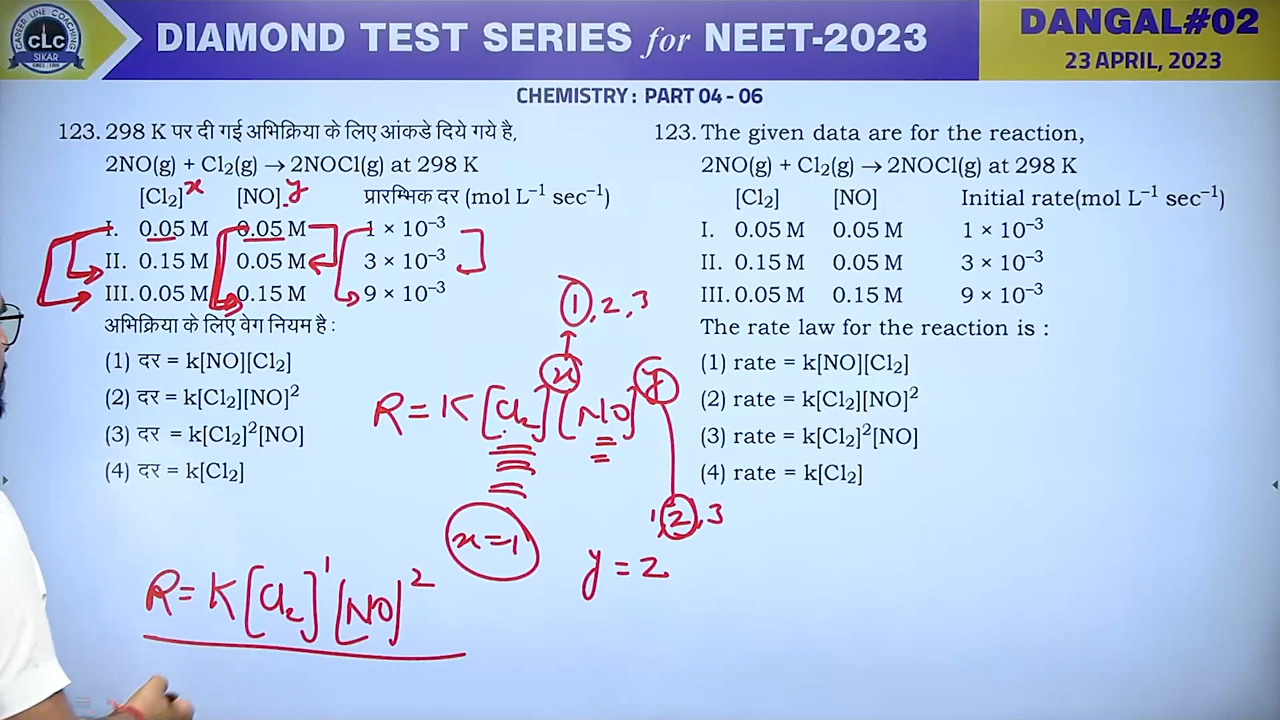 CAREER LINE COACHING
CLC
SIKAR
SINCE : 1996
DIAMOND TEST SERIES for NEET-2023
DANGAL#02
23 APRIL, 2023
CHEMISTRY : PART 04 - 06
123. 298 K पर दी गई अभिक्रिया के लिए आंकडे दिये गये है,
2NO(g) + Cl₂(g) → 2NOCl(g) at 298 K
[Cl₂]x [NO] y प्रारम्भिक दर (mol L⁻¹ sec⁻¹)
I. 0.05 M 0.05 M 1 × 10⁻³
II. 0.15 M 0.05 M 3 × 10⁻³
III. 0.05 M 0.15 M 9 × 10⁻³
अभिक्रिया के लिए वेग नियम है :
(1) दर = k[NO][Cl₂]
(2) दर = k[Cl₂][NO]²
(3) दर = k[Cl₂]²[NO]
(4) दर = k[Cl₂]
1, 2, 3
R = K [Cl₂]x [NO]y
x = 1
1, 2, 3
y = 2
R = K [Cl₂]¹ [NO]²
123. The given data are for the reaction,
2NO(g) + Cl₂(g) → 2NOCl(g) at 298 K
[Cl₂] [NO] Initial rate(mol L⁻¹ sec⁻¹)
I. 0.05 M 0.05 M 1 × 10⁻³
II. 0.15 M 0.05 M 3 × 10⁻³
III. 0.05 M 0.15 M 9 × 10⁻³
The rate law for the reaction is :
(1) rate = k[NO][Cl₂]
(2) rate = k[Cl₂][NO]²
(3) rate = k[Cl₂]²[NO]
(4) rate = k[Cl₂]